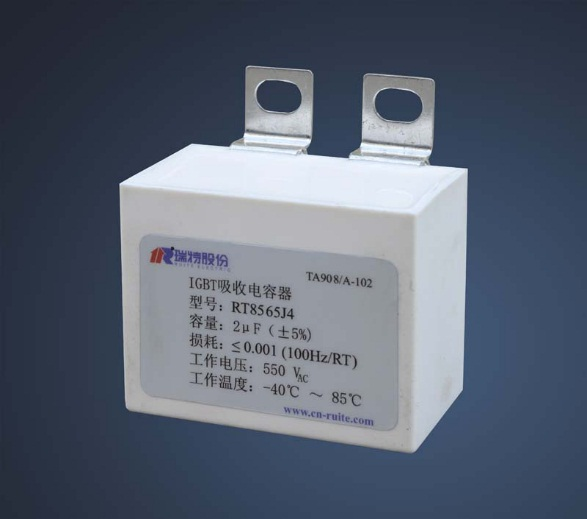 瑞特股份
RUITE ELECTRIC
TA908/A-102
IGBT吸收电容器
型号：RT8565J4
容量：2μF（±5%）
损耗：≤0.001 (100Hz/RT)
工作电压：550 VAC
工作温度：-40℃ ～ 85℃
www.cn-ruite.com